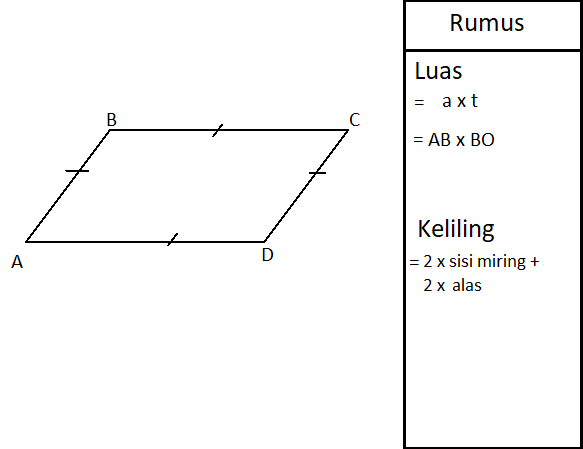 Rumus
B
C
A
D
Luas
= a x t
= AB x BO
Keliling
= 2 x sisi miring +
2 x alas